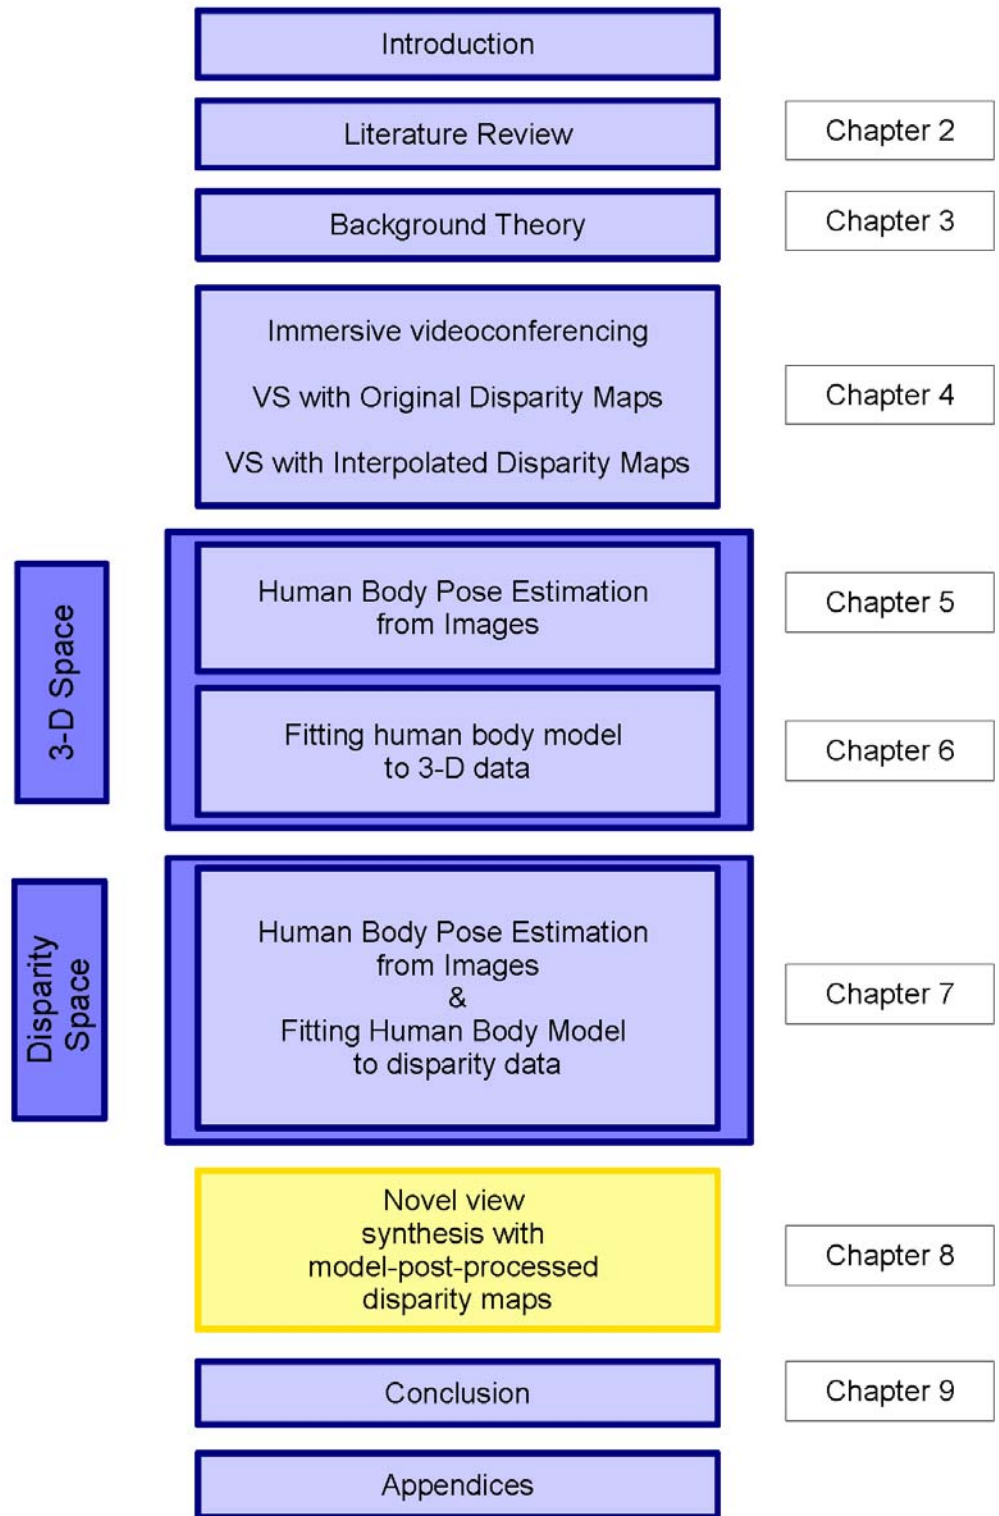 Introduction
Literature Review
Chapter 2
Background Theory
Chapter 3
Immersive videoconferencing
VS with Original Disparity Maps
VS with Interpolated Disparity Maps
Chapter 4
3-D Space
Human Body Pose Estimation
from Images
Chapter 5
Fitting human body model
to 3-D data
Chapter 6
Disparity
Space
Human Body Pose Estimation
from Images
&
Fitting Human Body Model
to disparity data
Chapter 7
Novel view
synthesis with
model-post-processed
disparity maps
Chapter 8
Conclusion
Chapter 9
Appendices